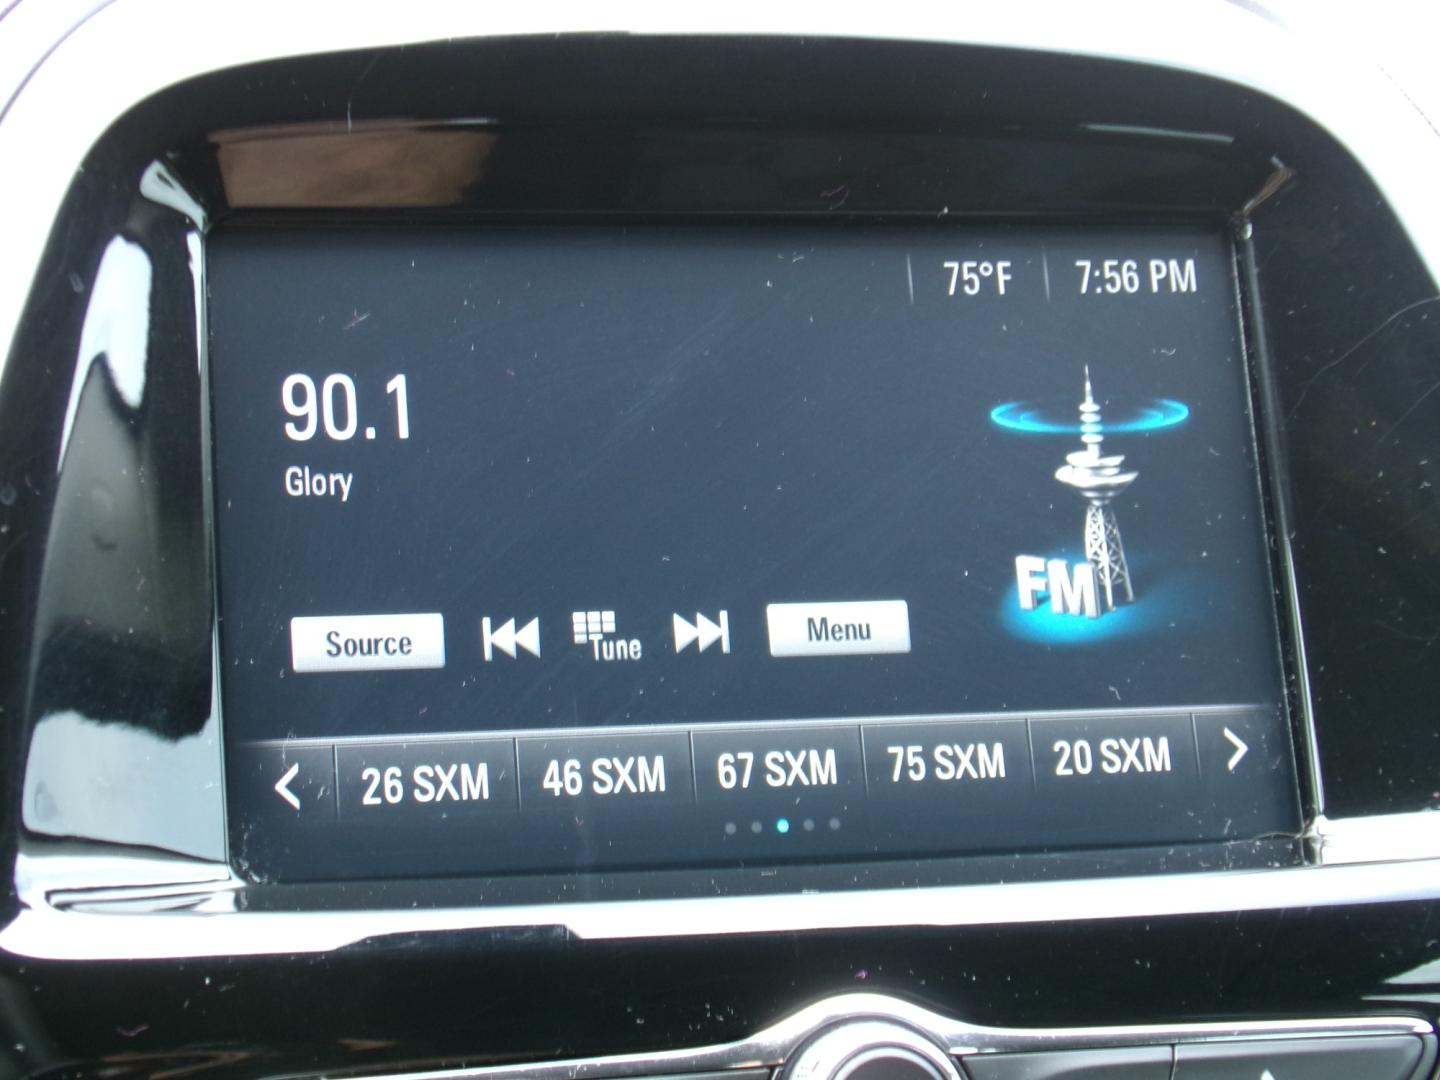 75°F 7:56 PM
90.1
Glory
FM
Source Tune Menu
26 SXM 46 SXM 67 SXM 75 SXM 20 SXM